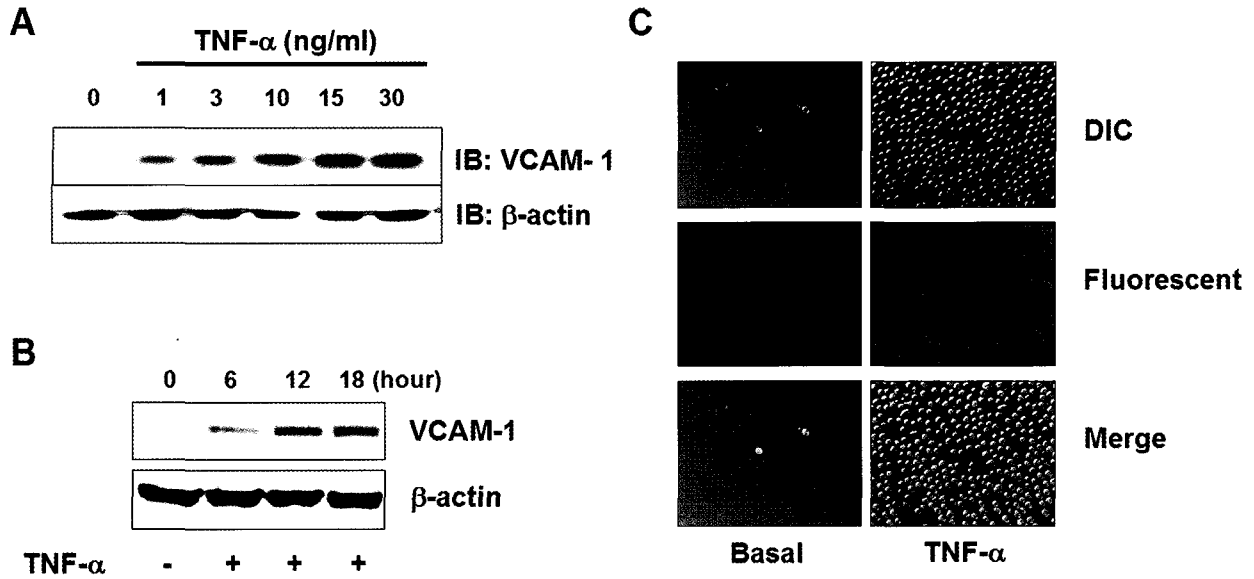 A
TNF-α (ng/ml)
0 1 3 10 15 30
IB: VCAM- 1
IB: β-actin
B
0 6 12 18 (hour)
VCAM-1
β-actin
TNF-α - + + +
C
DIC
Fluorescent
Merge
Basal TNF-α